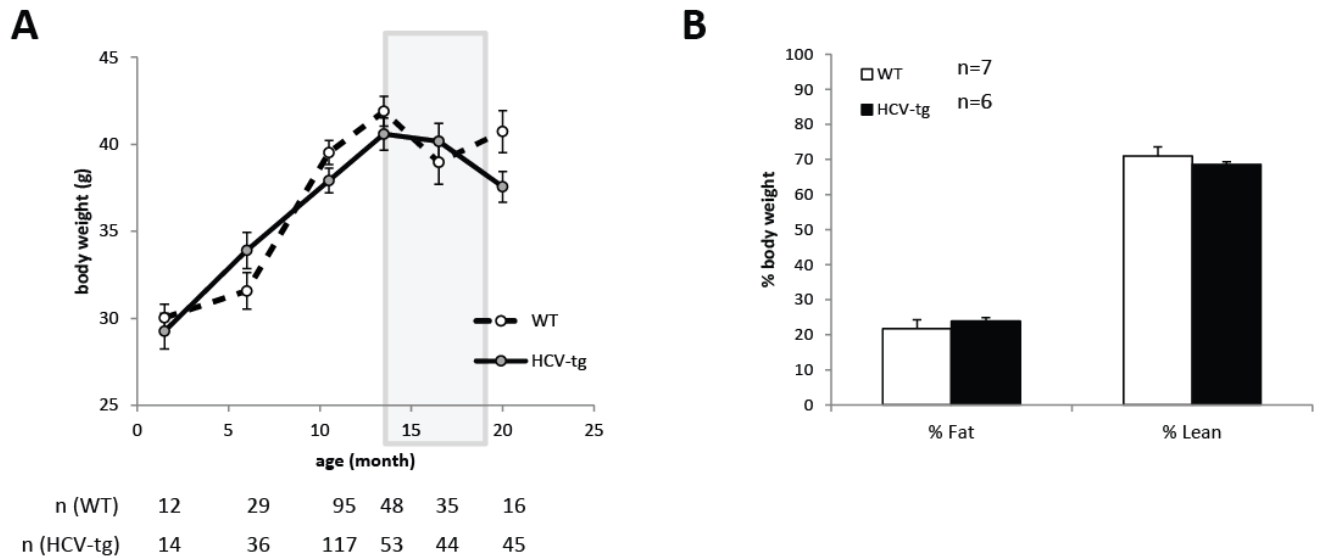 A
45
40
35
30
25
body weight (g)
WT
HCV-tg
0 5 10 15 20 25
age (month)
n (WT) 12 29 95 48 35 16
n (HCV-tg) 14 36 117 53 44 45
B
100
90
80
70
60
50
40
30
20
10
0
% body weight
WT n=7
HCV-tg n=6
% Fat % Lean